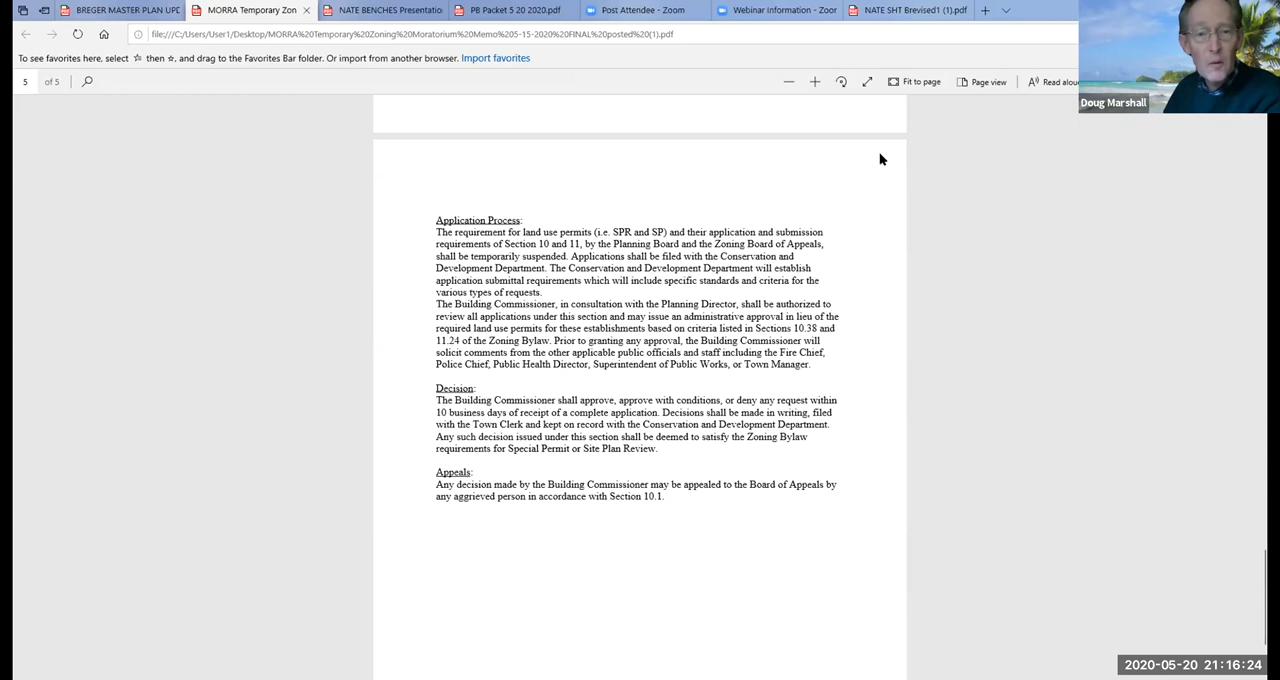 BREGER MASTER PLAN UPD
MORRA Temporary Zon
NATE BENCHES Presentatio
PB Packet 5 20 2020.pdf
Post Attendee - Zoom
Webinar Information - Zoor
NATE SHT Brevised1 (1).pdf
file:///C:/Users/User1/Desktop/MORRA%20Temporary%20Zoning%20Moratorium%20Memo%205-15-2020%20FINAL%20posted%20(1).pdf
To see favorites here, select ☆ then ☆, and drag to the Favorites Bar folder. Or import from another browser. Import favorites
5 of 5
Fit to page
Page view
Read alou
Doug Marshall
Application Process:
The requirement for land use permits (i.e. SPR and SP) and their application and submission
requirements of Section 10 and 11, by the Planning Board and the Zoning Board of Appeals,
shall be temporarily suspended. Applications shall be filed with the Conservation and
Development Department. The Conservation and Development Department will establish
application submittal requirements which will include specific standards and criteria for the
various types of requests.
The Building Commissioner, in consultation with the Planning Director, shall be authorized to
review all applications under this section and may issue an administrative approval in lieu of the
required land use permits for these establishments based on criteria listed in Sections 10.38 and
11.24 of the Zoning Bylaw. Prior to granting any approval, the Building Commissioner will
solicit comments from the other applicable public officials and staff including the Fire Chief,
Police Chief, Public Health Director, Superintendent of Public Works, or Town Manager.
Decision:
The Building Commissioner shall approve, approve with conditions, or deny any request within
10 business days of receipt of a complete application. Decisions shall be made in writing, filed
with the Town Clerk and kept on record with the Conservation and Development Department.
Any such decision issued under this section shall be deemed to satisfy the Zoning Bylaw
requirements for Special Permit or Site Plan Review.
Appeals:
Any decision made by the Building Commissioner may be appealed to the Board of Appeals by
any aggrieved person in accordance with Section 10.1.
2020-05-20 21:16:24